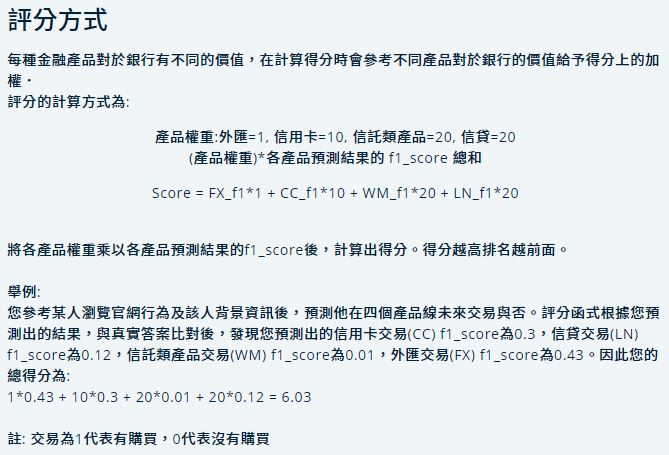 評分方式
每種金融產品對於銀行有不同的價值，在計算得分時會參考不同產品對於銀行的價值給予得分上的加
權．
評分的計算方式為:
產品權重:外匯=1, 信用卡=10, 信託類產品=20, 信貸=20
(產品權重)*各產品預測結果的 f1_score 總和
Score = FX_f1*1 + CC_f1*10 + WM_f1*20 + LN_f1*20
將各產品權重乘以各產品預測結果的f1_score後，計算出得分。得分越高排名越前面。
舉例:
您參考某人瀏覽官網行為及該人背景資訊後，預測他在四個產品線未來交易與否。評分函式根據您預
測出的結果，與真實答案比對後，發現您預測出的信用卡交易(CC) f1_score為0.3，信貸交易(LN)
f1_score為0.12，信託類產品交易(WM) f1_score為0.01，外匯交易(FX) f1_score為0.43。因此您的
總得分為:
1*0.43 + 10*0.3 + 20*0.01 + 20*0.12 = 6.03
註: 交易為1代表有購買，0代表沒有購買